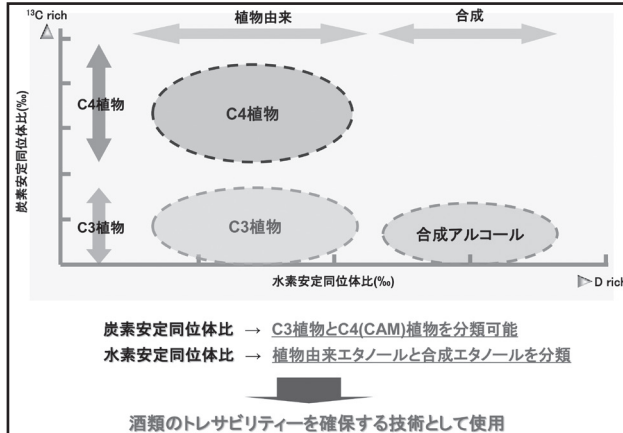 ¹³C rich
植物由来
合成
炭素安定同位体比(‰)
C4植物
C4植物
C3植物
C3植物
合成アルコール
水素安定同位体比(‰)
D rich
炭素安定同位体比 → C3植物とC4(CAM)植物を分類可能
水素安定同位体比 → 植物由来エタノールと合成エタノールを分類
酒類のトレサビリティーを確保する技術として使用